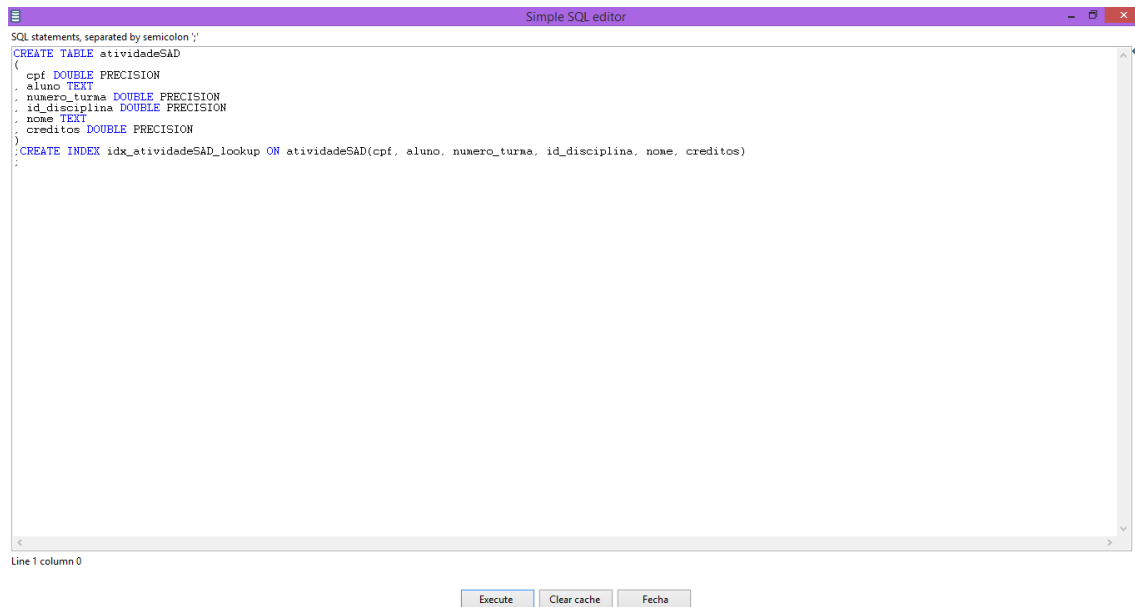 Simple SQL editor
SQL statements, separated by semicolon ';'
CREATE TABLE atividadeSAD
(
  cpf DOUBLE PRECISION
, aluno TEXT
, numero_turma DOUBLE PRECISION
, id_disciplina DOUBLE PRECISION
, nome TEXT
, creditos DOUBLE PRECISION
)
;CREATE INDEX idx_atividadeSAD_lookup ON atividadeSAD(cpf, aluno, numero_turma, id_disciplina, nome, creditos)
;
Line 1 column 0
Execute Clear cache Fecha